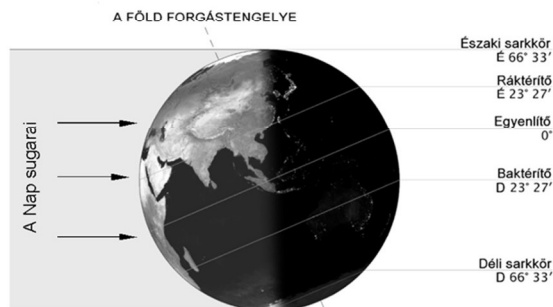 A FÖLD FORGÁSTENGELYE
A Nap sugarai
Északi sarkkör
É 66° 33′
Ráktérítő
É 23° 27′
Egyenlítő
0°
Baktérítő
D 23° 27′
Déli sarkkör
D 66° 33′